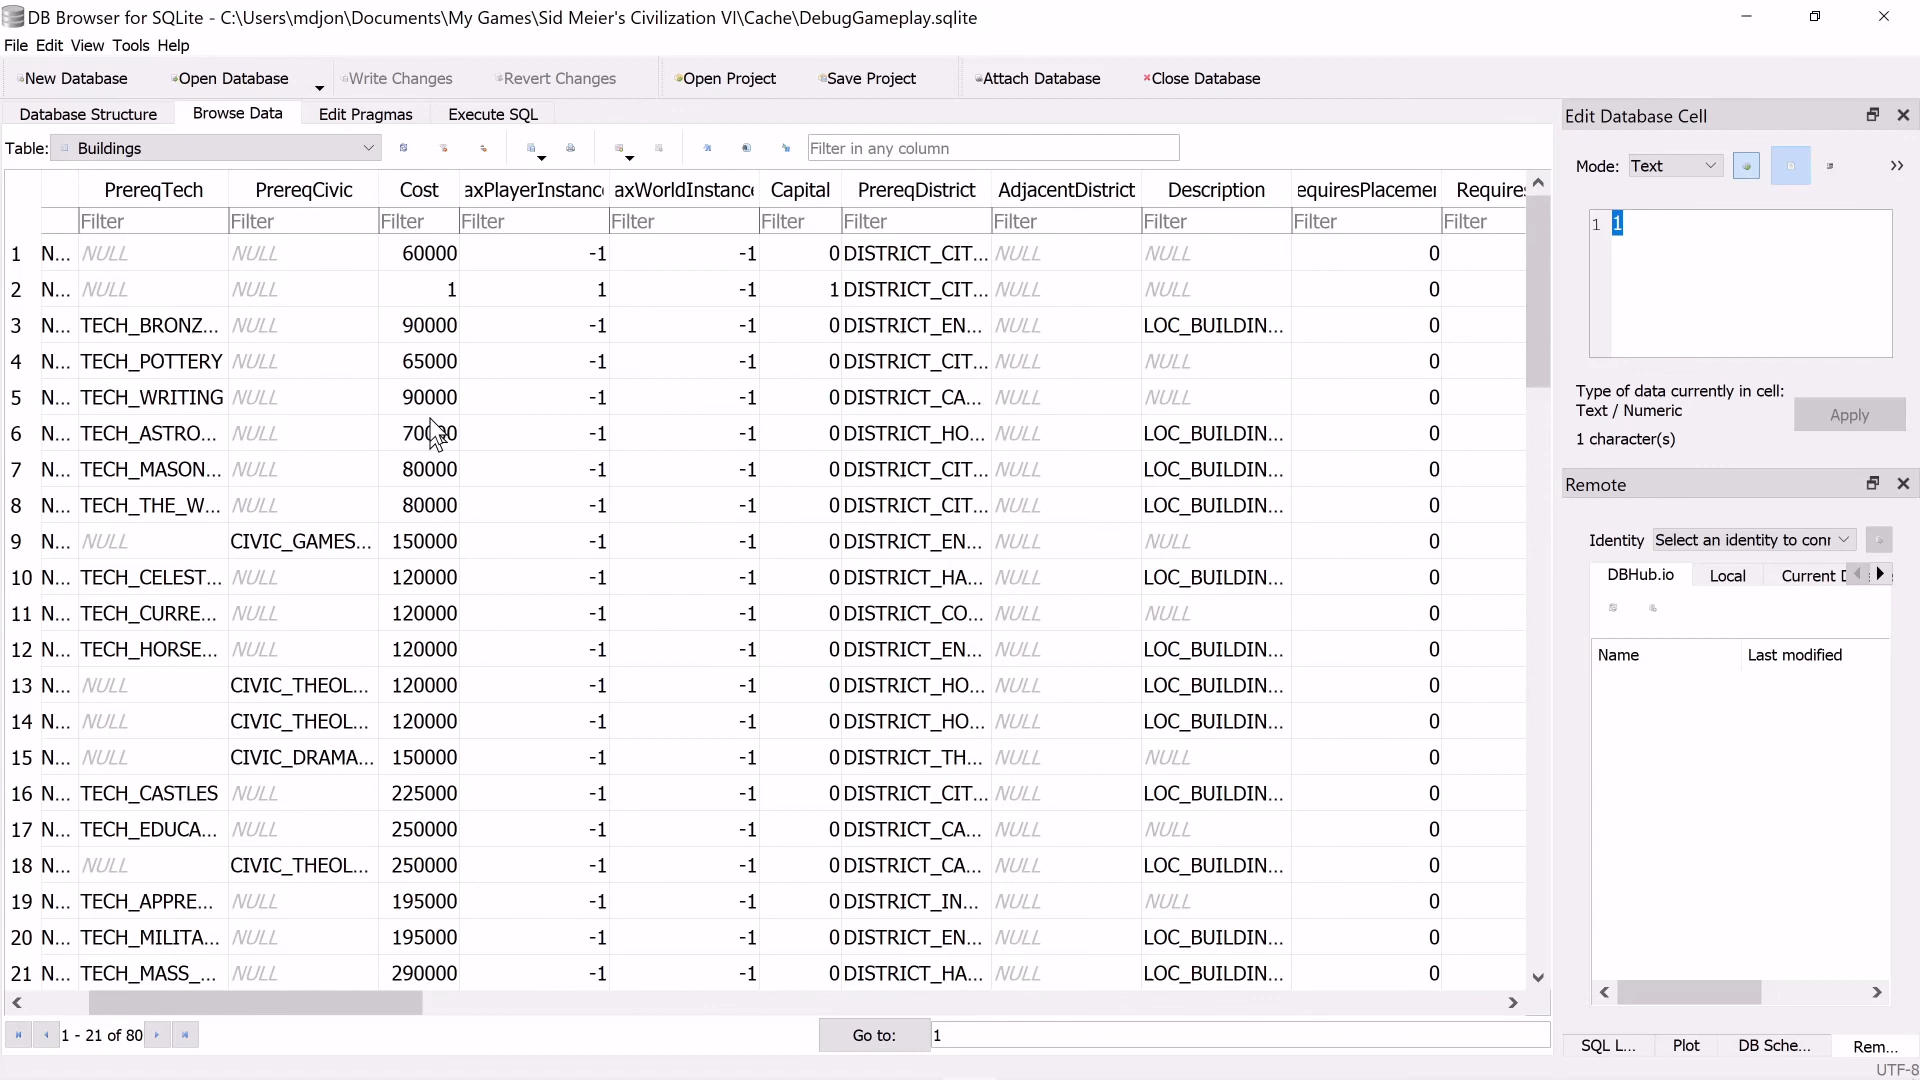 DB Browser for SQLite - C:\Users\mdjon\Documents\My Games\Sid Meier's Civilization VI\Cache\DebugGameplay.sqlite
File Edit View Tools Help
New Database Open Database Write Changes Revert Changes Open Project Save Project Attach Database Close Database
Database Structure Browse Data Edit Pragmas Execute SQL
Table: Buildings Filter in any column
PrereqTech PrereqCivic Cost axPlayerInstance axWorldInstance Capital PrereqDistrict AdjacentDistrict Description equiresPlacemer Requires
Filter Filter Filter Filter Filter Filter Filter Filter Filter Filter Filter
1 N... NULL NULL 60000 -1 -1 0 DISTRICT_CIT... NULL NULL 0
2 N... NULL NULL 1 1 -1 1 DISTRICT_CIT... NULL NULL 0
3 N... TECH_BRONZ... NULL 90000 -1 -1 0 DISTRICT_EN... NULL LOC_BUILDIN... 0
4 N... TECH_POTTERY NULL 65000 -1 -1 0 DISTRICT_CIT... NULL NULL 0
5 N... TECH_WRITING NULL 90000 -1 -1 0 DISTRICT_CA... NULL NULL 0
6 N... TECH_ASTRO... NULL 70000 -1 -1 0 DISTRICT_HO... NULL LOC_BUILDIN... 0
7 N... TECH_MASON... NULL 80000 -1 -1 0 DISTRICT_CIT... NULL LOC_BUILDIN... 0
8 N... TECH_THE_W... NULL 80000 -1 -1 0 DISTRICT_CIT... NULL LOC_BUILDIN... 0
9 N... NULL CIVIC_GAMES... 150000 -1 -1 0 DISTRICT_EN... NULL NULL 0
10 N... TECH_CELEST... NULL 120000 -1 -1 0 DISTRICT_HA... NULL LOC_BUILDIN... 0
11 N... TECH_CURRE... NULL 120000 -1 -1 0 DISTRICT_CO... NULL NULL 0
12 N... TECH_HORSE... NULL 120000 -1 -1 0 DISTRICT_EN... NULL LOC_BUILDIN... 0
13 N... NULL CIVIC_THEOL... 120000 -1 -1 0 DISTRICT_HO... NULL LOC_BUILDIN... 0
14 N... NULL CIVIC_THEOL... 120000 -1 -1 0 DISTRICT_HO... NULL LOC_BUILDIN... 0
15 N... NULL CIVIC_DRAMA... 150000 -1 -1 0 DISTRICT_TH... NULL NULL 0
16 N... TECH_CASTLES NULL 225000 -1 -1 0 DISTRICT_CIT... NULL LOC_BUILDIN... 0
17 N... TECH_EDUCA... NULL 250000 -1 -1 0 DISTRICT_CA... NULL NULL 0
18 N... NULL CIVIC_THEOL... 250000 -1 -1 0 DISTRICT_CA... NULL LOC_BUILDIN... 0
19 N... TECH_APPRE... NULL 195000 -1 -1 0 DISTRICT_IN... NULL NULL 0
20 N... TECH_MILITA... NULL 195000 -1 -1 0 DISTRICT_EN... NULL LOC_BUILDIN... 0
21 N... TECH_MASS_... NULL 290000 -1 -1 0 DISTRICT_HA... NULL LOC_BUILDIN... 0
1 - 21 of 80 Go to: 1
Edit Database Cell
Mode: Text
1 1
Type of data currently in cell:
Text / Numeric
1 character(s)
Apply
Remote
Identity Select an identity to conr
DBHub.io Local Current D
Name Last modified
SQL L... Plot DB Sche... Rem...
UTF-8